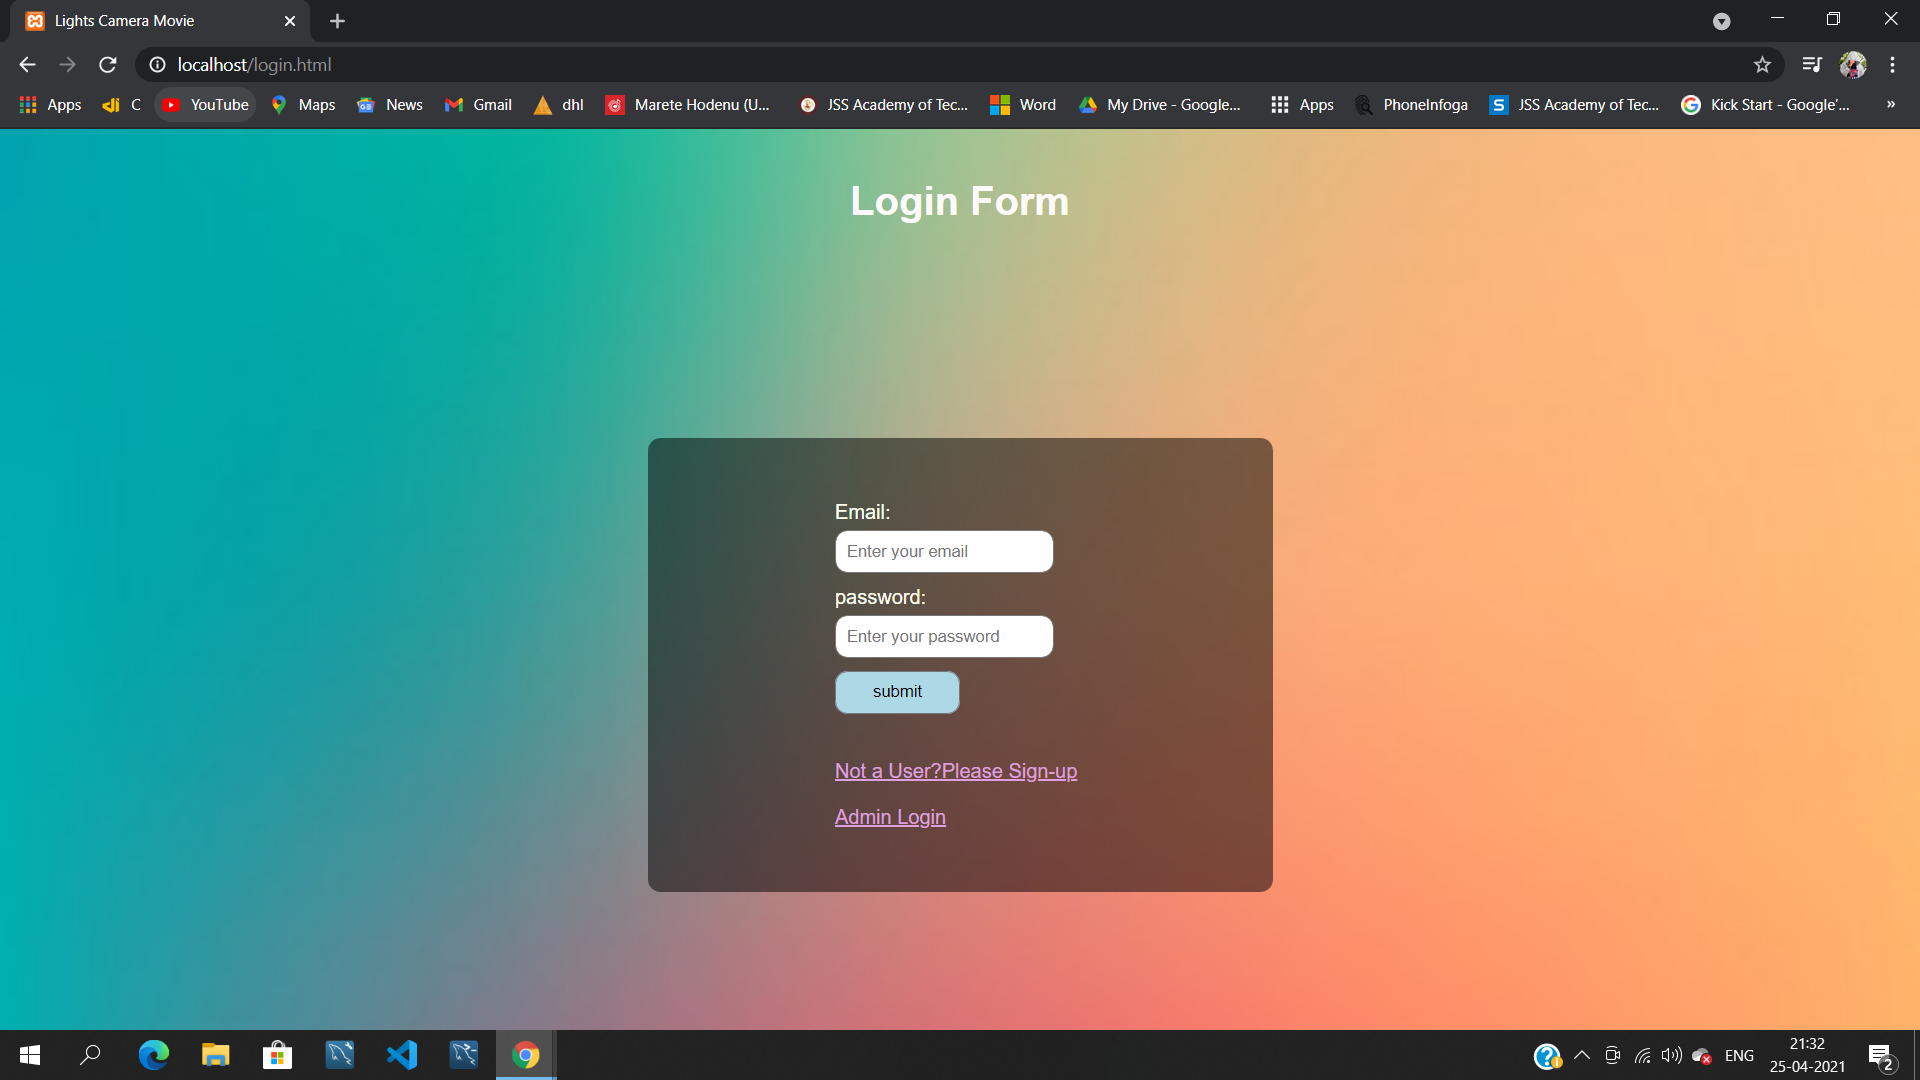 Lights Camera Movie
localhost/login.html
Apps C YouTube Maps News Gmail dhl Marete Hodenu (U... JSS Academy of Tec... Word My Drive - Google... Apps PhoneInfoga JSS Academy of Tec... Kick Start - Google'... »
Login Form
Email:
Enter your email
password:
Enter your password
submit
Not a User?Please Sign-up
Admin Login
ENG
21:32
25-04-2021
2